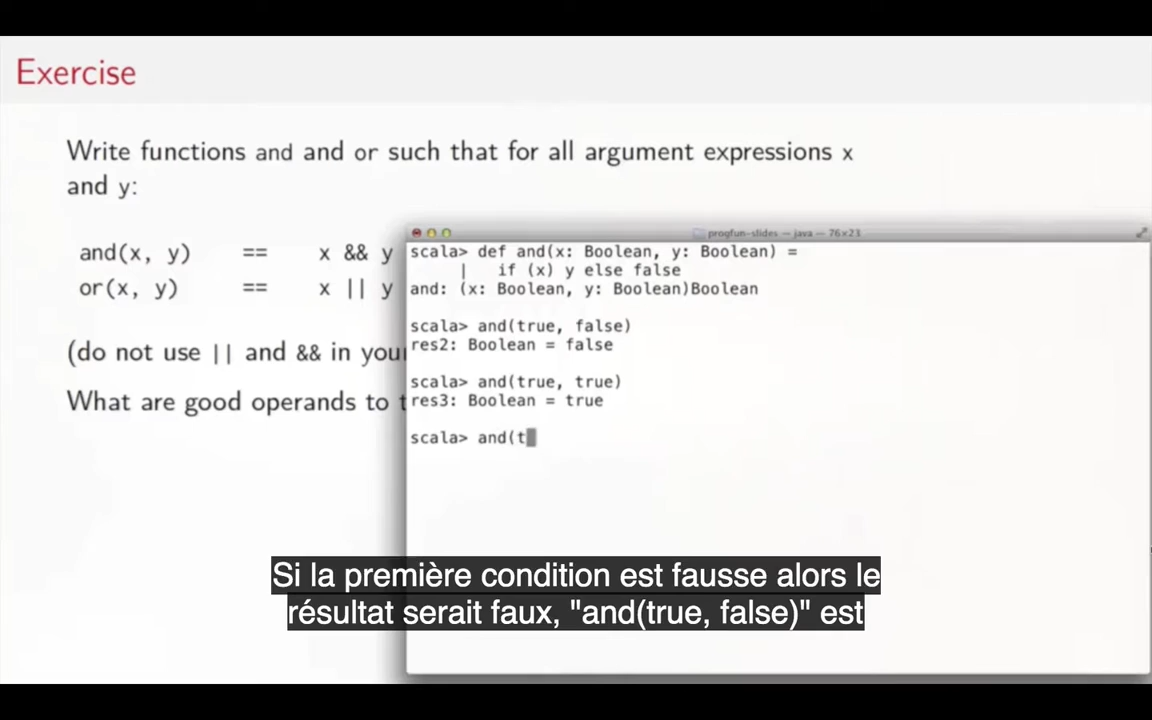 Exercise
Write functions and and or such that for all argument expressions x
and y:
and(x, y) == x && y
or(x, y) == x || y
(do not use || and && in your
What are good operands to t
progfun-slides — java — 76×23
scala> def and(x: Boolean, y: Boolean) =
| if (x) y else false
and: (x: Boolean, y: Boolean)Boolean
scala> and(true, false)
res2: Boolean = false
scala> and(true, true)
res3: Boolean = true
scala> and(t
Si la première condition est fausse alors le
résultat serait faux, "and(true, false)" est